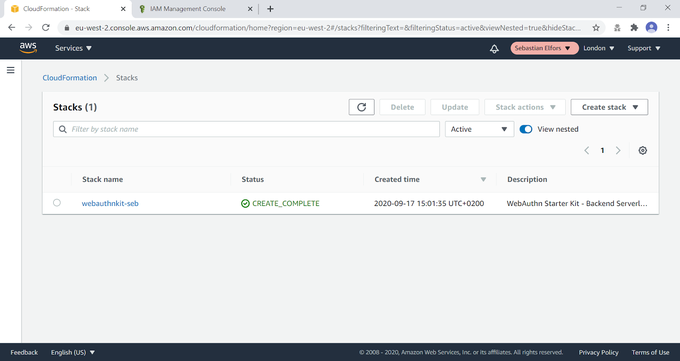 CloudFormation - Stack
IAM Management Console
eu-west-2.console.aws.amazon.com/cloudformation/home?region=eu-west-2#/stacks?filteringText=&filteringStatus=active&viewNested=true&hideStac...
aws Services Sebastian Elfors London Support
CloudFormation > Stacks
Stacks (1) Delete Update Stack actions Create stack
Filter by stack name Active View nested
< 1 >
Stack name Status Created time Description
webauthnkit-seb CREATE_COMPLETE 2020-09-17 15:01:35 UTC+0200 WebAuthn Starter Kit - Backend Serverl...
Feedback English (US) © 2008 - 2020, Amazon Web Services, Inc. or its affiliates. All rights reserved. Privacy Policy Terms of Use